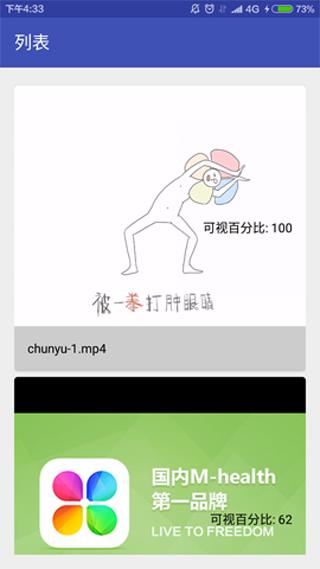 下午4:33
4G
73%
列表
可视百分比: 100
被一拳打肿眼睛
chunyu-1.mp4
国内M-health
第一品牌
可视百分比: 62
LIVE TO FREEDOM